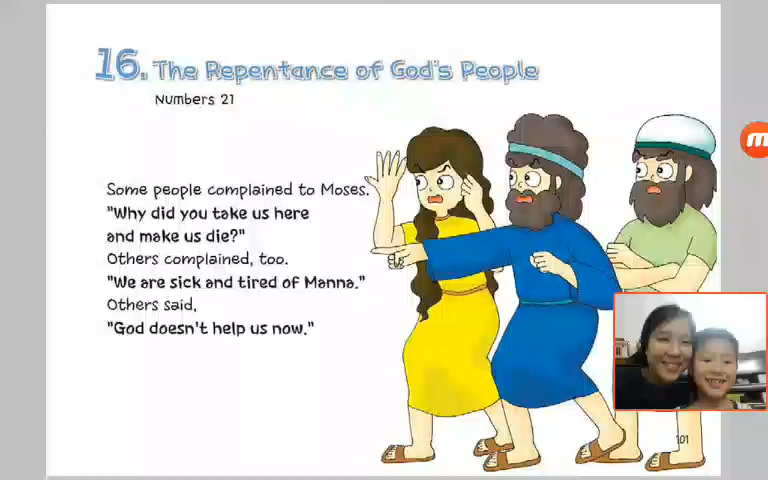 16. The Repentance of God's People
Numbers 21
Some people complained to Moses.
"Why did you take us here
and make us die?"
Others complained, too.
"We are sick and tired of Manna."
Others said,
"God doesn't help us now."
101